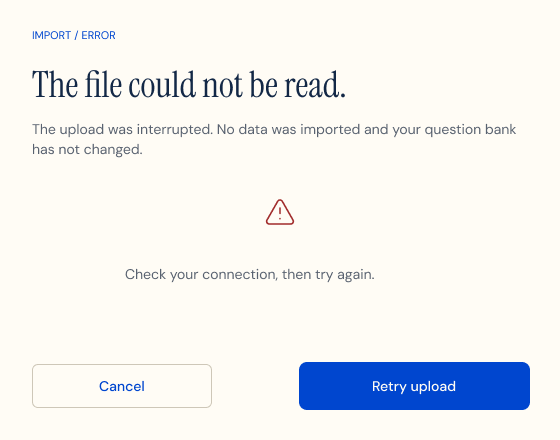 IMPORT / ERROR
The file could not be read.
The upload was interrupted. No data was imported and your question bank
has not changed.
Check your connection, then try again.
Cancel
Retry upload